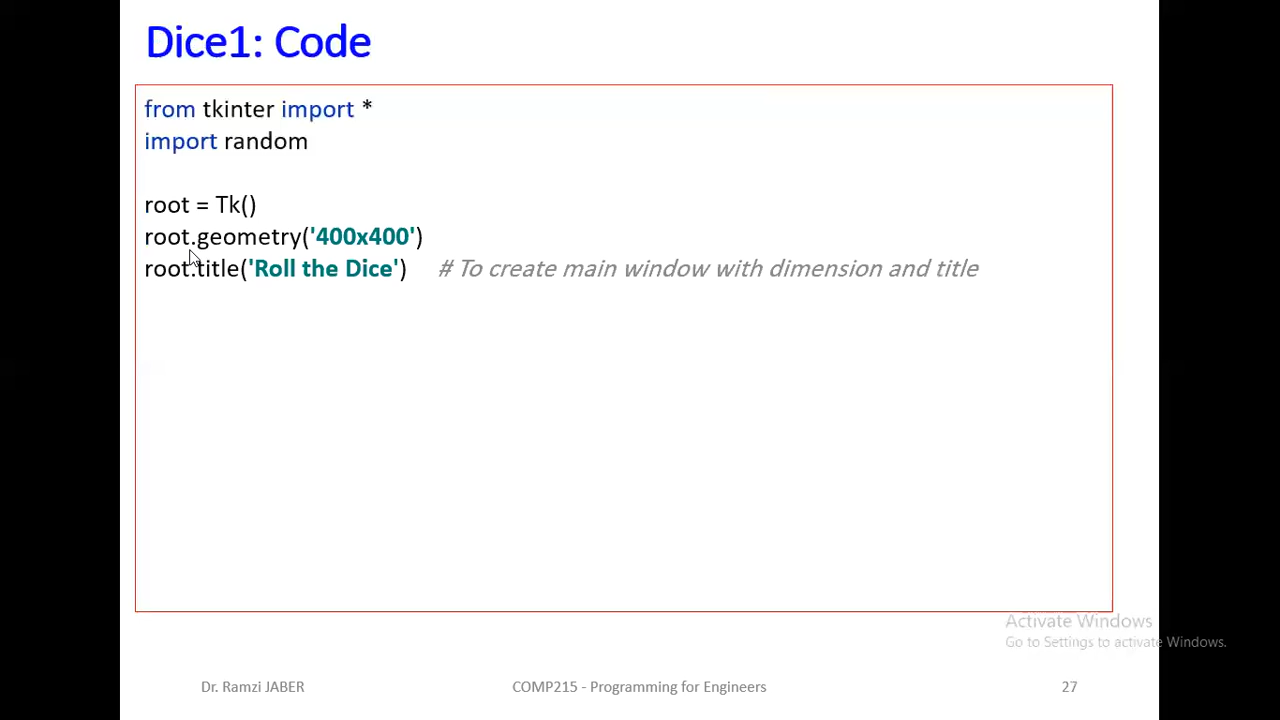 Dice1: Code
from tkinter import *
import random
root = Tk()
root.geometry('400x400')
root.title('Roll the Dice') # To create main window with dimension and title
Activate Windows
Go to Settings to activate Windows.
Dr. Ramzi JABER COMP215 - Programming for Engineers 27